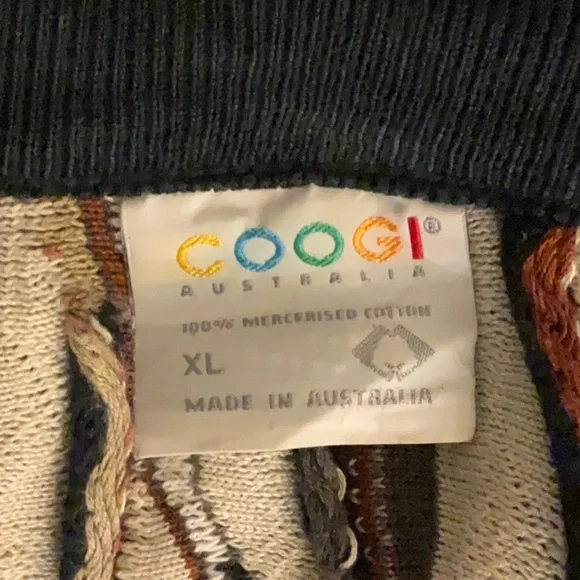 COOGI®
AUSTRALIA
100% MERCERISED COTTON
XL
MADE IN AUSTRALIA